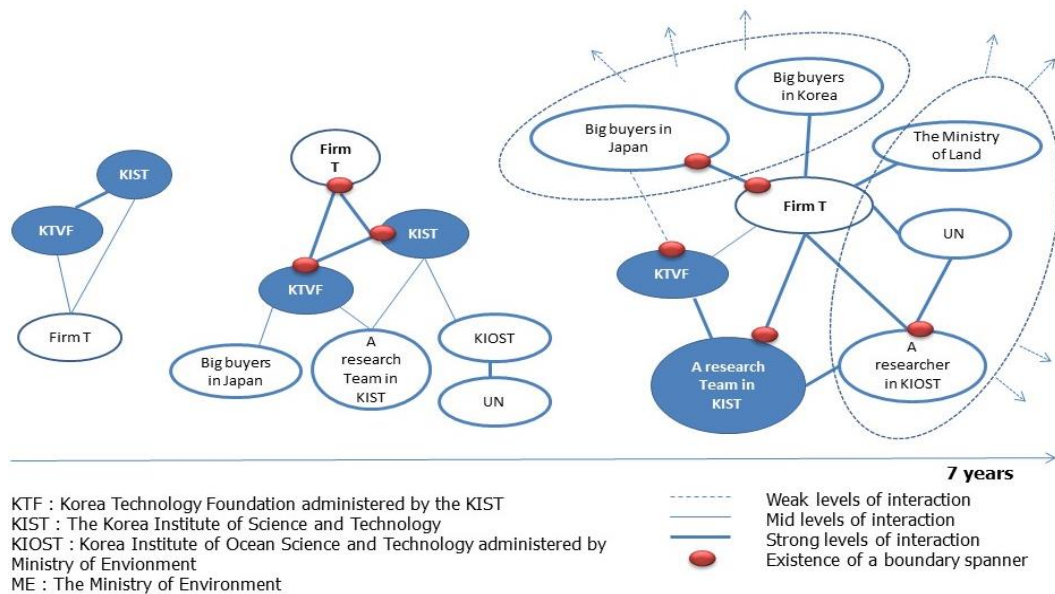 KIST
KTVF
Firm T
Firm
T
KIST
KTVF
Big buyers
in Japan
A
research
Team in
KIST
KIOST
UN
Big buyers
in Korea
Big buyers in
Japan
The Ministry
of Land
Firm T
UN
KTVF
A research
Team in
KIST
A
researcher
in KIOST
7 years
KTF : Korea Technology Foundation administered by the KIST
KIST : The Korea Institute of Science and Technology
KIOST : Korea Institute of Ocean Science and Technology administered by
Ministry of Envionment
ME : The Ministry of Environment
Weak levels of interaction
Mid levels of interaction
Strong levels of interaction
Existence of a boundary spanner